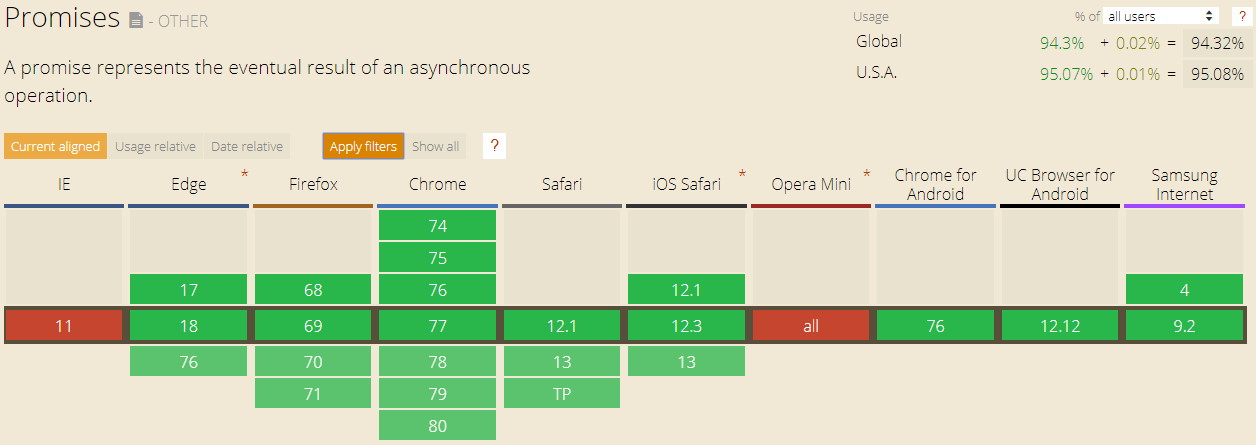 Promises - OTHER
Usage % of all users ?
Global 94.3% + 0.02% = 94.32%
U.S.A. 95.07% + 0.01% = 95.08%
A promise represents the eventual result of an asynchronous
operation.
Current aligned Usage relative Date relative Apply filters Show all ?
IE Edge * Firefox Chrome Safari iOS Safari * Opera Mini * Chrome for Android UC Browser for Android Samsung Internet
74
75
17 68 76 12.1 4
11 18 69 77 12.1 12.3 all 76 12.12 9.2
76 70 78 13 13
71 79 TP
80